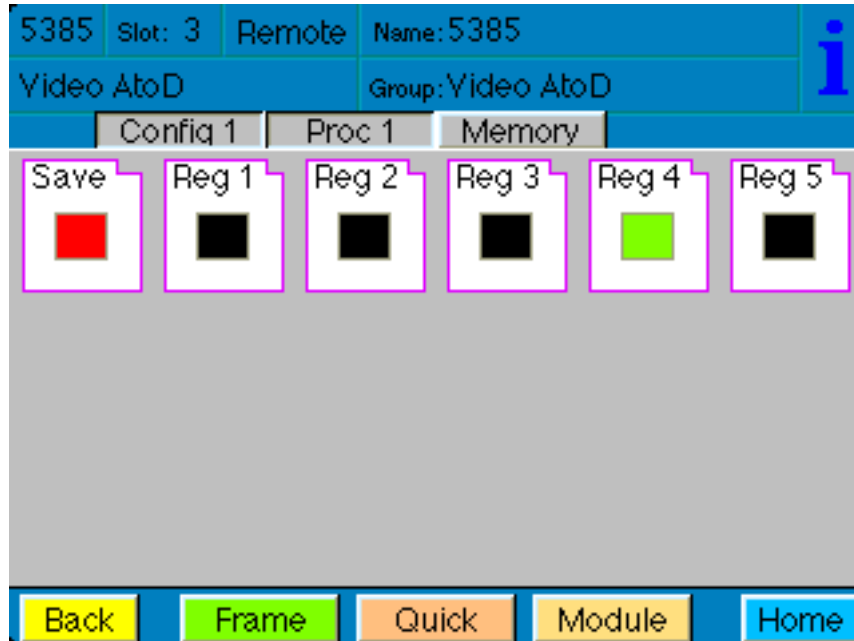 5385 Slot: 3 Remote Name: 5385 i
Video AtoD Group: Video AtoD
Config 1 Proc 1 Memory
Save Reg 1 Reg 2 Reg 3 Reg 4 Reg 5
Back Frame Quick Module Home